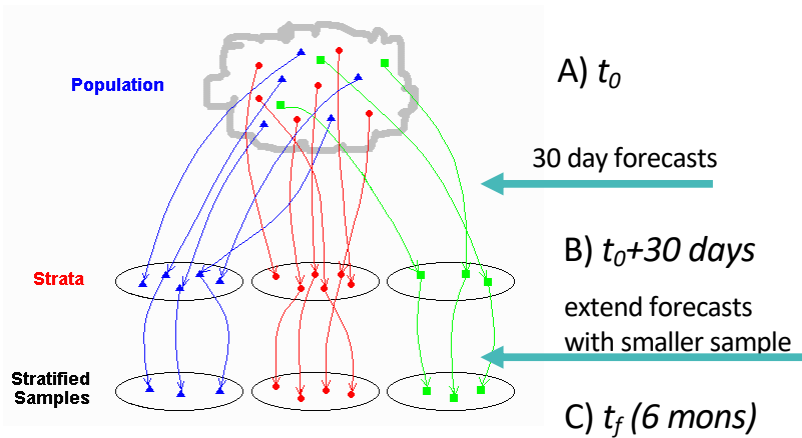 Population
A) t0
30 day forecasts
Strata
B) t0+30 days
extend forecasts
with smaller sample
Stratified
Samples
C) tf (6 mons)